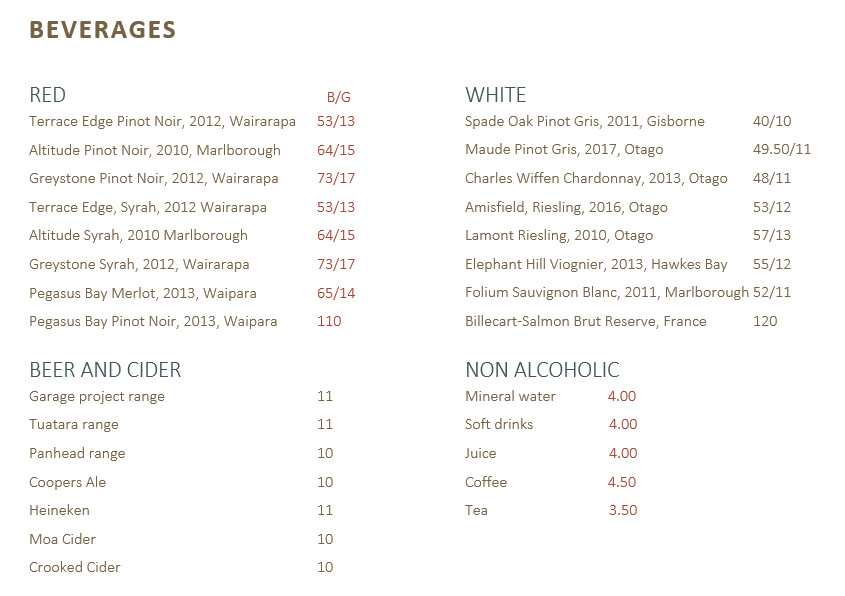 BEVERAGES
RED B/G
Terrace Edge Pinot Noir, 2012, Wairarapa 53/13
Altitude Pinot Noir, 2010, Marlborough 64/15
Greystone Pinot Noir, 2012, Wairarapa 73/17
Terrace Edge, Syrah, 2012 Wairarapa 53/13
Altitude Syrah, 2010 Marlborough 64/15
Greystone Syrah, 2012, Wairarapa 73/17
Pegasus Bay Merlot, 2013, Waipara 65/14
Pegasus Bay Pinot Noir, 2013, Waipara 110
WHITE
Spade Oak Pinot Gris, 2011, Gisborne 40/10
Maude Pinot Gris, 2017, Otago 49.50/11
Charles Wiffen Chardonnay, 2013, Otago 48/11
Amisfield, Riesling, 2016, Otago 53/12
Lamont Riesling, 2010, Otago 57/13
Elephant Hill Viognier, 2013, Hawkes Bay 55/12
Folium Sauvignon Blanc, 2011, Marlborough 52/11
Billecart-Salmon Brut Reserve, France 120
BEER AND CIDER
Garage project range 11
Tuatara range 11
Panhead range 10
Coopers Ale 10
Heineken 11
Moa Cider 10
Crooked Cider 10
NON ALCOHOLIC
Mineral water 4.00
Soft drinks 4.00
Juice 4.00
Coffee 4.50
Tea 3.50